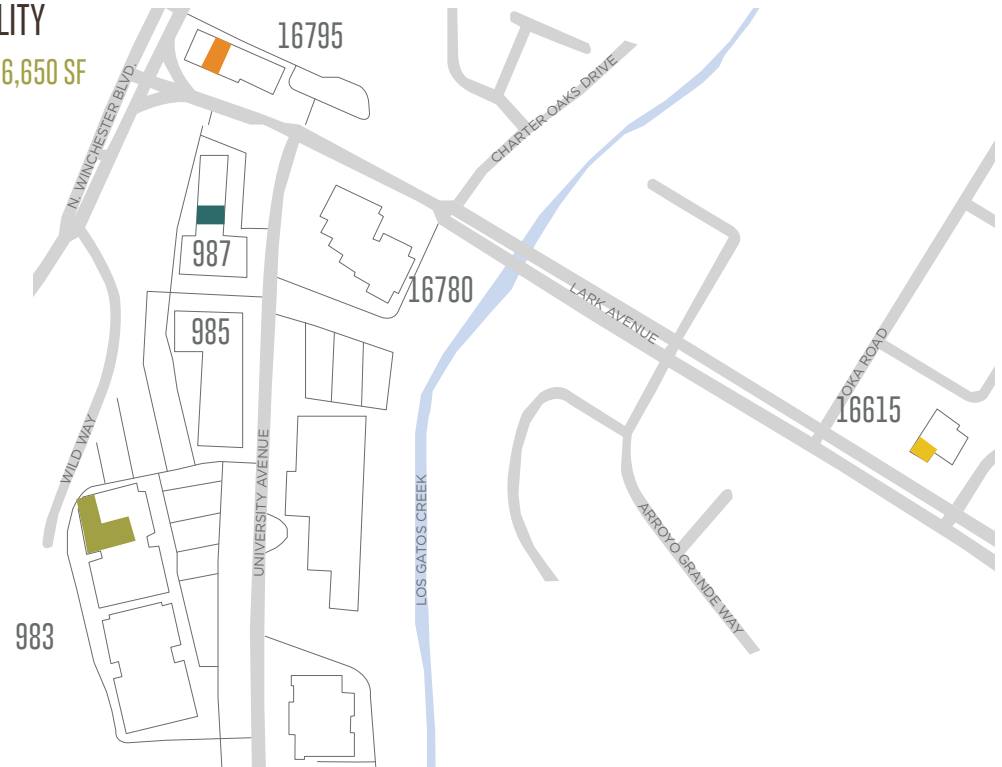 LITY
6,650 SF
16795
N. WINCHESTER BLVD.
CHARTER OAKS DRIVE
987
16780
985
LARK AVENUE
OKA ROAD
16615
WILD WAY
UNIVERSITY AVENUE
LOS GATOS CREEK
ARROYO GRANDE WAY
983